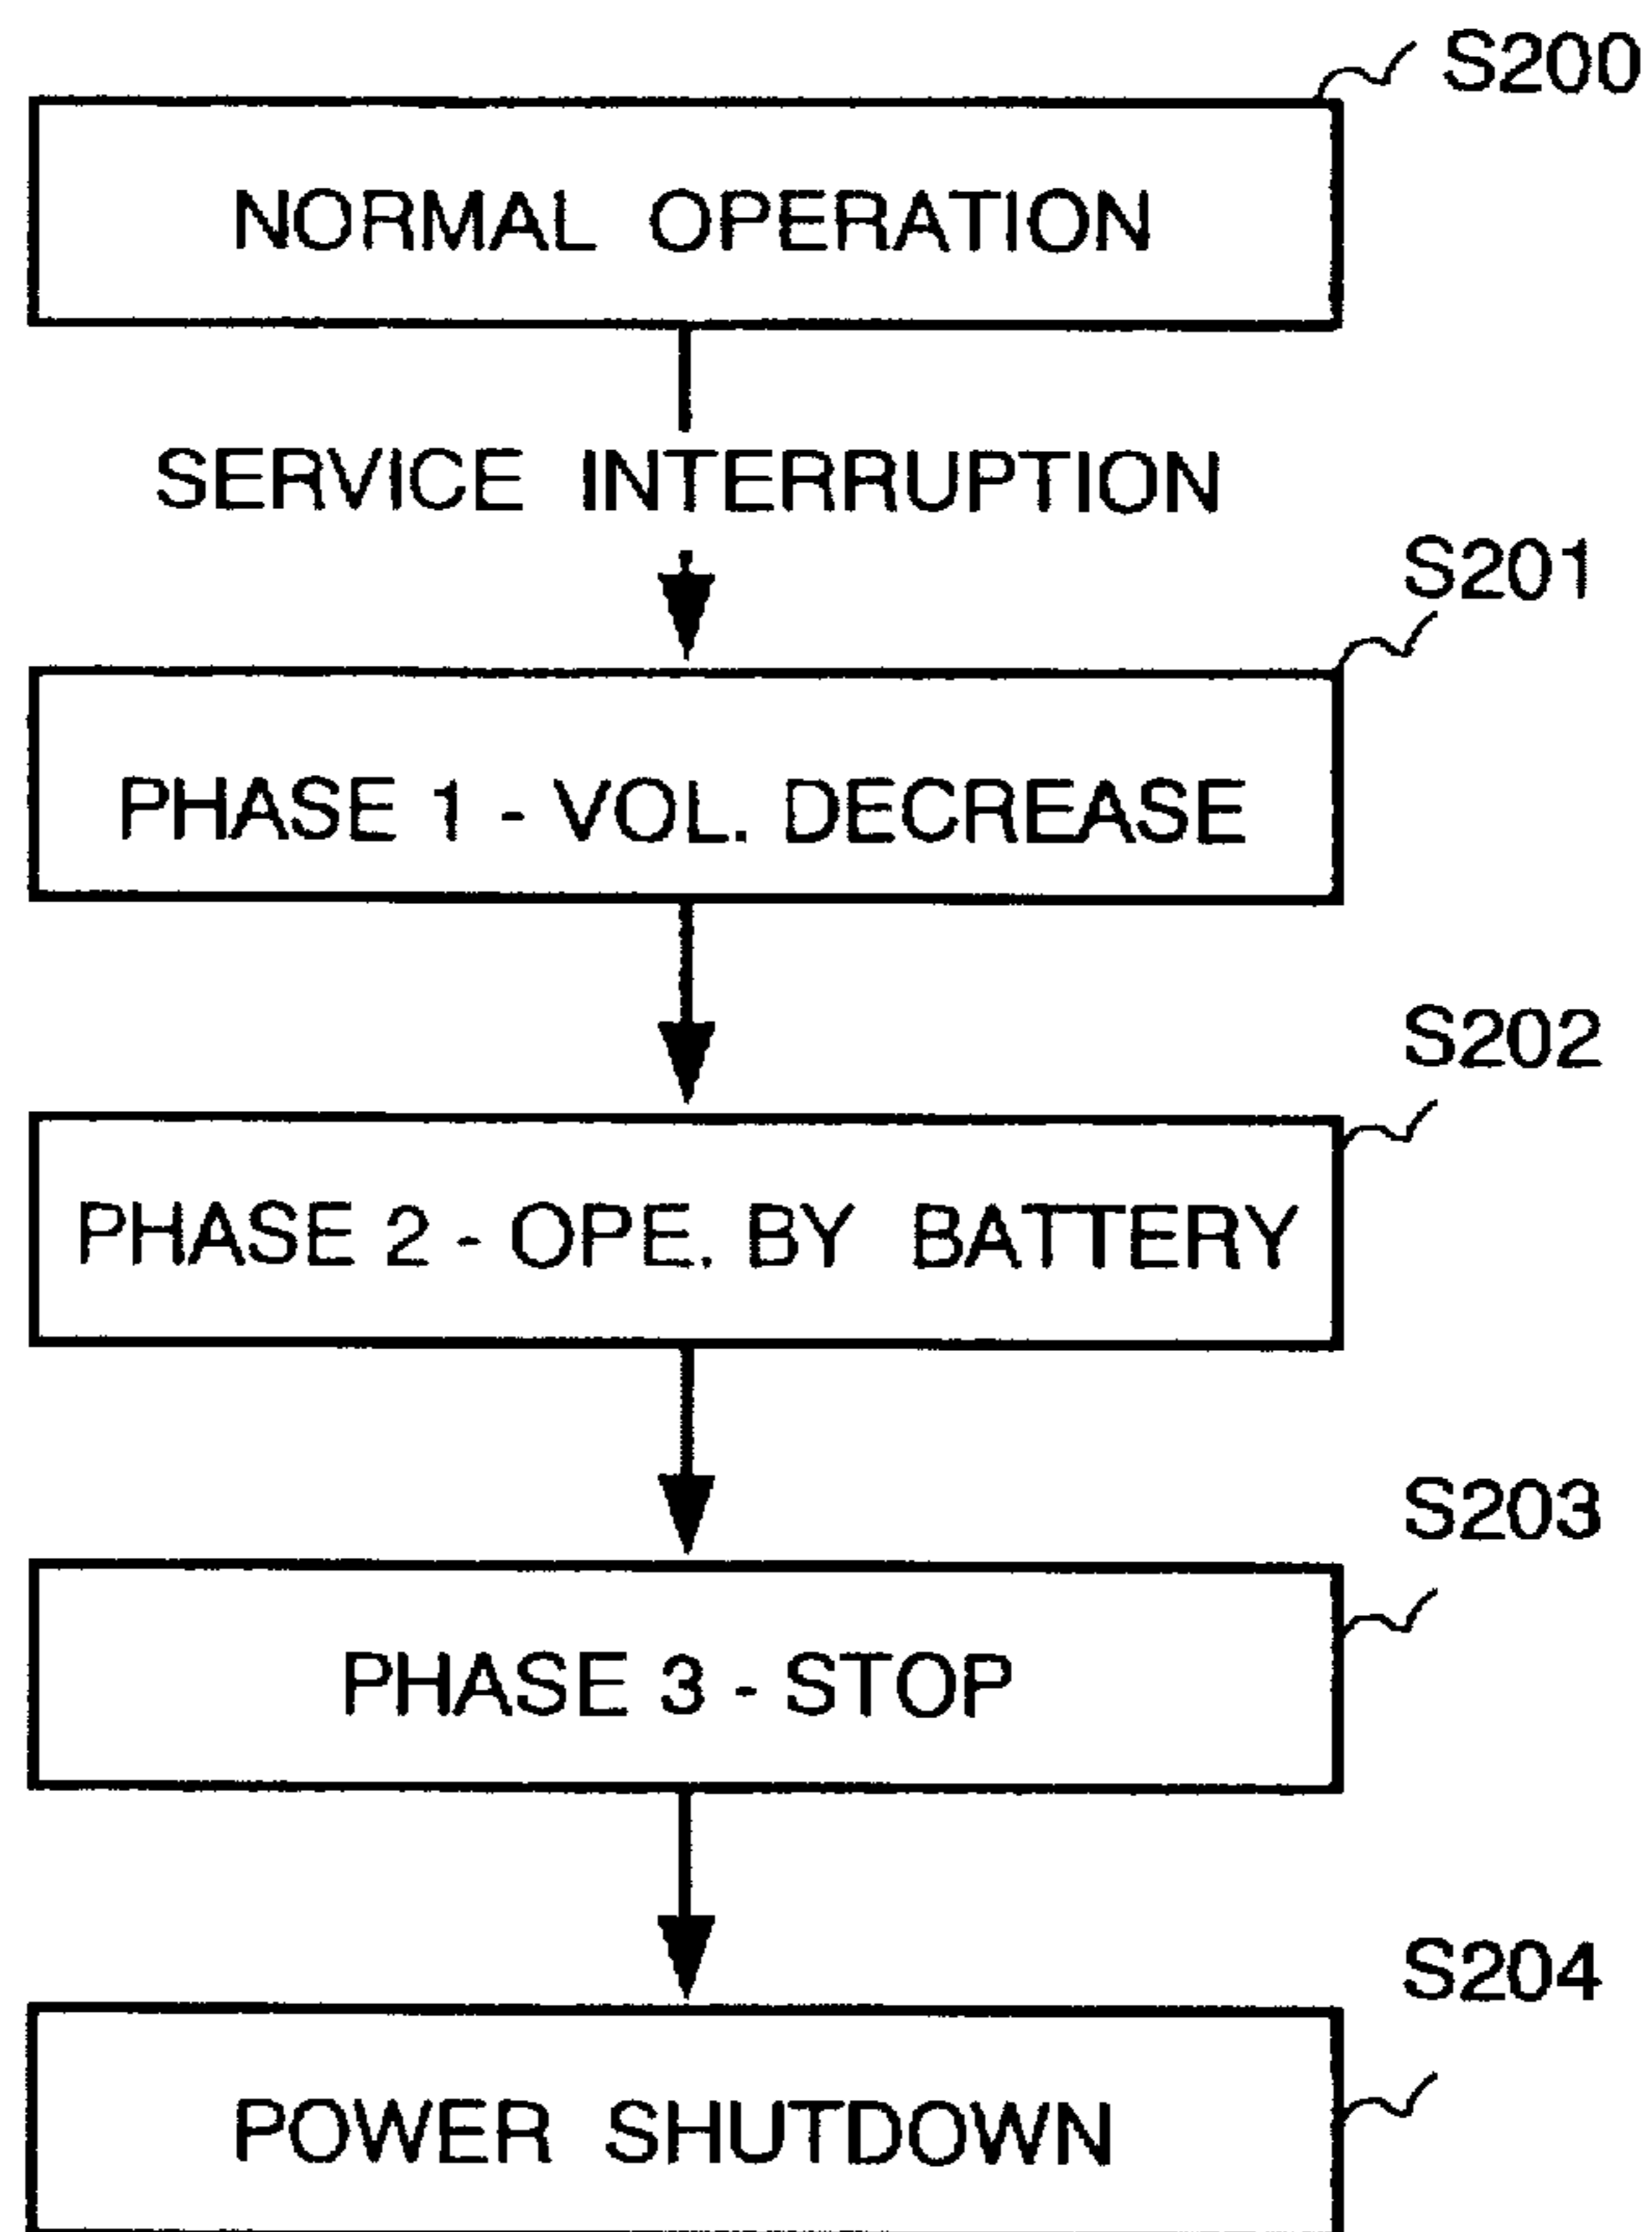 S200
NORMAL OPERATION
SERVICE INTERRUPTION
S201
PHASE 1 - VOL. DECREASE
S202
PHASE 2 - OPE. BY BATTERY
S203
PHASE 3 - STOP
S204
POWER SHUTDOWN